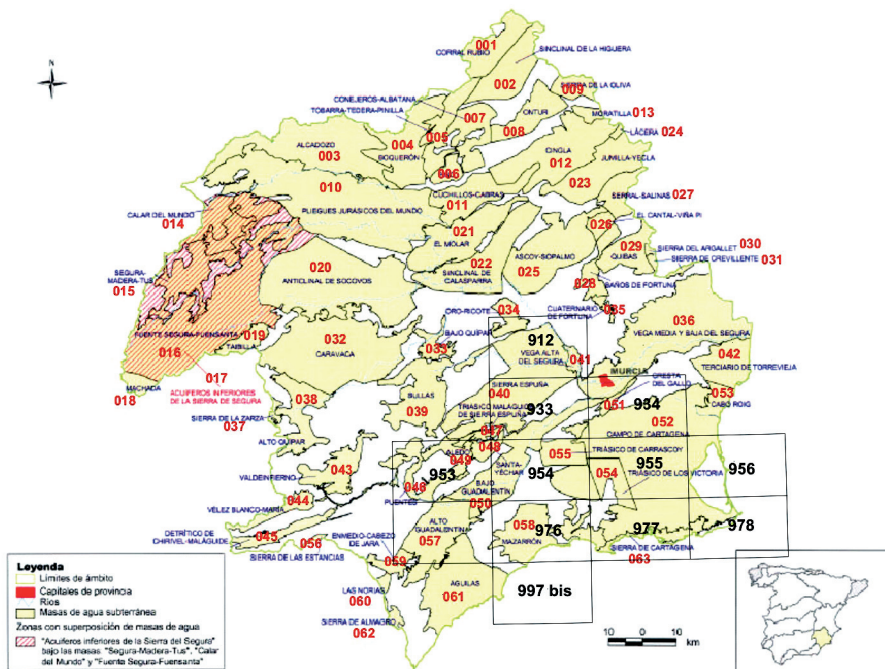 001
CORRAL RUBIO
SINCLINAL DE LA HIGUERA
002
SIERRA DE LA OLIVA
009
CONEJEROS-ALBATANA
TOBARRA-TEDERA-PINILLA
007
ONTUR
008
MORATILLA 013
LÁCERA 024
ALCADOZO
003
004
BOQUERÓN
005
006
012
JUMILLA-YECLA
023
010
CUCHILLOS-CABRAS
011
SERRAL-SALINAS
027
CALAR DEL MUNDO
014
PLIEGUES JURÁSICOS DEL MUNDO
021
EL MOLAR
EL CANTAL-VIÑA PI
026
029
QUIBAS
SIERRA DEL ARGALLET 030
SIERRA DE CREVILLENTE 031
SEGURA-
MADERA-TUS
015
020
ANTICLINAL DE SOCOVOS
022
SINCLINAL DE
CALASPARRA
ASCOY-SOPALMO
025
028
BAÑOS DE FORTUNA
ORO-RICOTE
034
CUATERNARIO
DE FORTUNA
035
FUENTE SEGURA-FUENSANTA
019
TAIBILLA
016
032
CARAVACA
BAJO QUÍPAR
033
912
VEGA ALTA
DEL SEGURA
041
036
VEGA MEDIA Y BAJA DEL SEGURA
042
TERCIARIO DE TORREVIEJA
MURCIA
CRESTA
DEL GALLO
MACHADA
018
017
ACUÍFEROS INFERIORES
DE LA SIERRA DE SEGURA
SIERRA ESPUÑA
040
038
BULLAS
039
TRIÁSICO MALÁGUIDE
DE SIERRA ESPUÑA
933
051
934
053
CABO ROIG
SIERRA DE LA ZARZA
037
052
CAMPO DE CARTAGENA
ALTO QUÍPAR
047
048
ALEDO
049
055
TRIÁSICO DE CARRASCOY
VALDEINFIERNO
043
953
046
PUENTES
SANTA-
YÉCHAR
954
BAJO
GUADALENTÍN
050
054
955
TRIÁSICO DE LOS VICTORIA
956
044
VÉLEZ BLANCO-MARÍA
DETRÍTICO DE
CHIRIVEL-MALÁGUIDE
045
056
SIERRA DE LAS ESTANCIAS
ENMEDIO-CABEZO
DE JARA
059
ALTO
GUADALENTÍN
057
058
976
MAZARRÓN
977
978
SIERRA DE CARTAGENA
063
LAS NORIAS
060
061
ÁGUILAS
997 bis
SIERRA DE ALMAGRO
062
Leyenda
Límites de ámbito
Capitales de provincia
Ríos
Masas de agua subterránea
Zonas con superposición de masas de agua
"Acuíferos inferiores de la Sierra del Segura"
bajo las masas "Segura-Madera-Tus", "Calar
del Mundo" y "Fuente Segura-Fuensanta"
10 0 10
km